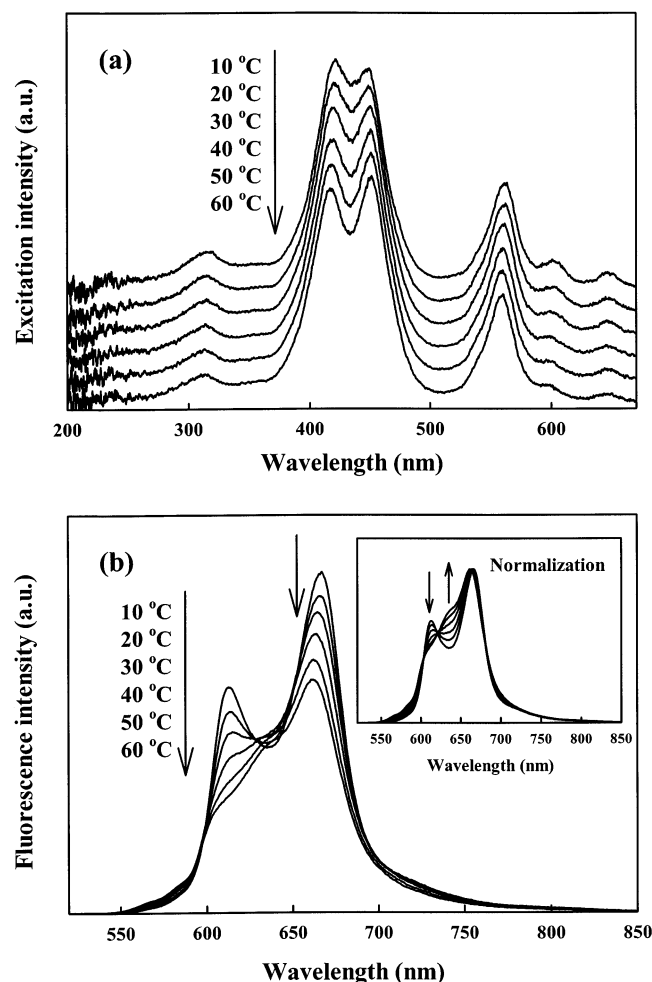 (a)
10 °C
20 °C
30 °C
40 °C
50 °C
60 °C
Excitation intensity (a.u.)
200 300 400 500 600
Wavelength (nm)
(b)
10 °C
20 °C
30 °C
40 °C
50 °C
60 °C
Fluorescence intensity (a.u.)
Normalization
550 600 650 700 750 800 850
Wavelength (nm)
550 600 650 700 750 800 850
Wavelength (nm)